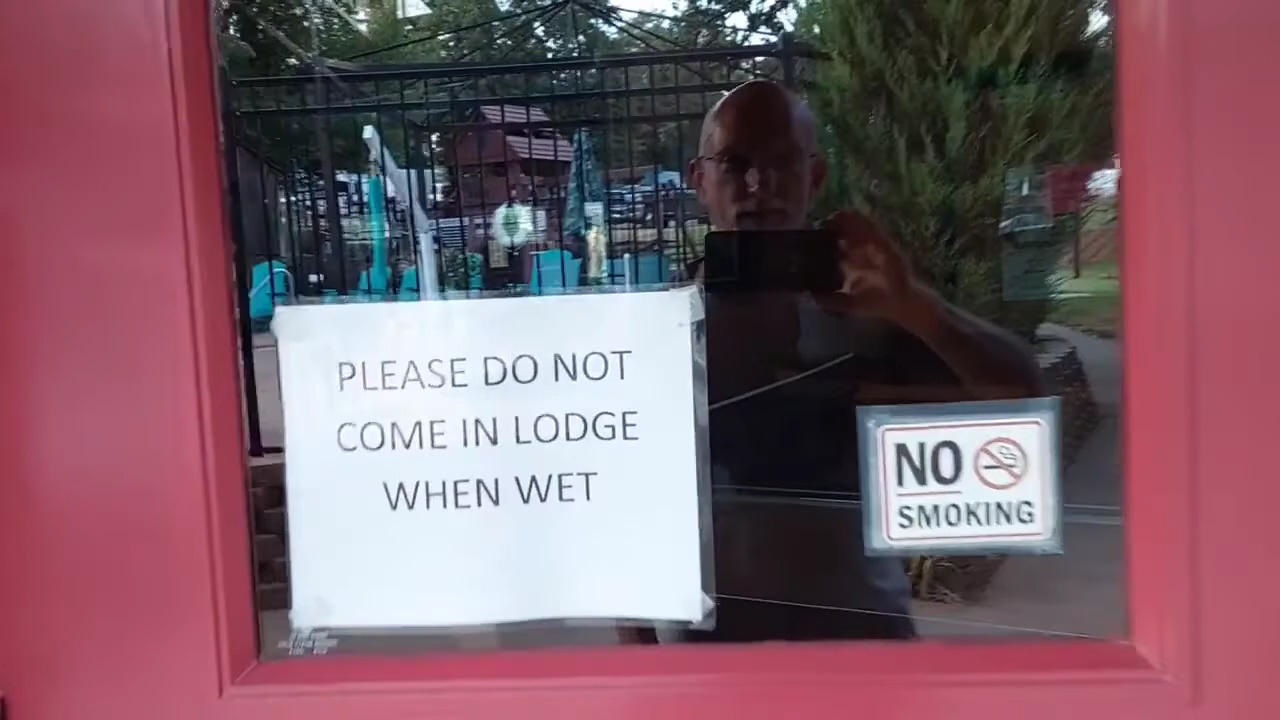 PLEASE DO NOT
COME IN LODGE
WHEN WET
NO
SMOKING